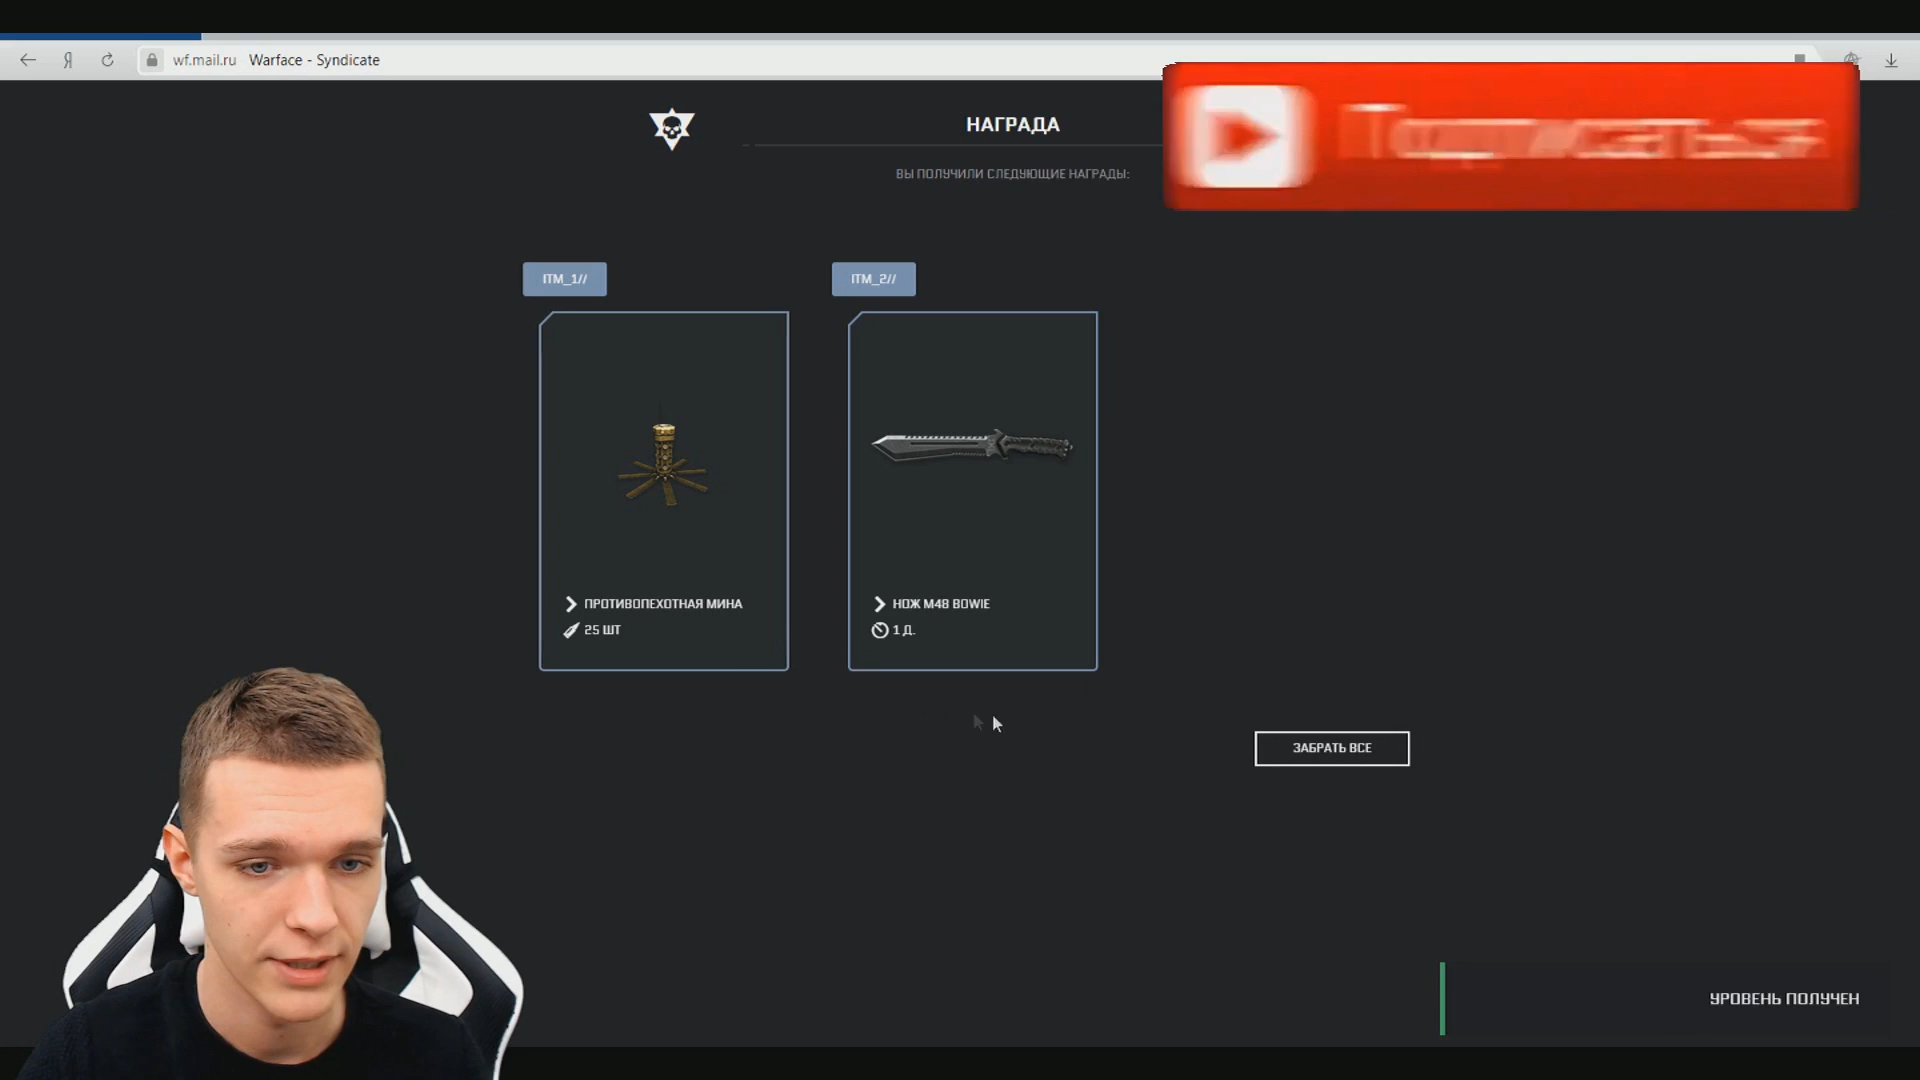 Я
wf.mail.ru Warface - Syndicate
НАГРАДА
ВЫ ПОЛУЧИЛИ СЛЕДУЮЩИЕ НАГРАДЫ:
Подписаться
ITM_1//
ITM_2//
ПРОТИВОПЕХОТНАЯ МИНА
25 ШТ
НОЖ M48 BOWIE
1 Д.
ЗАБРАТЬ ВСЕ
УРОВЕНЬ ПОЛУЧЕН